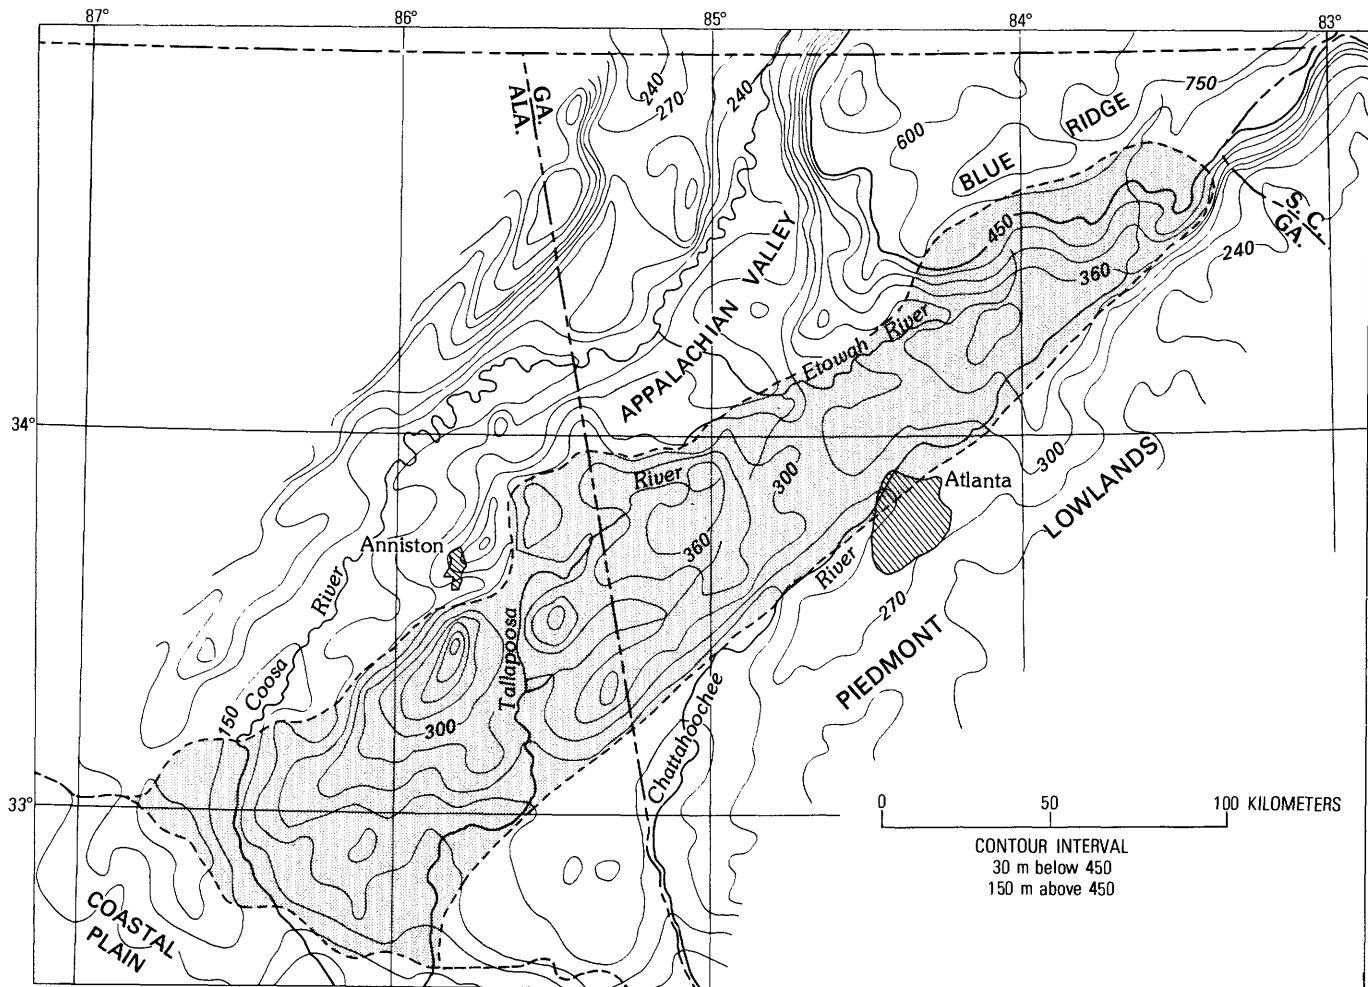 87°
86°
85°
84°
83°
GA.
ALA.
240
270
240
750
600
BLUE
RIDGE
450
S. C.
GA.
240
360
APPALACHIAN VALLEY
Etowah River
34°
300
300
LOWLANDS
River
Atlanta
Anniston
360
River
River
270
Tallapoosa
PIEDMONT
Coosa
150
300
Chattahoochee
33°
0 50 100 KILOMETERS
CONTOUR INTERVAL
30 m below 450
150 m above 450
COASTAL
PLAIN